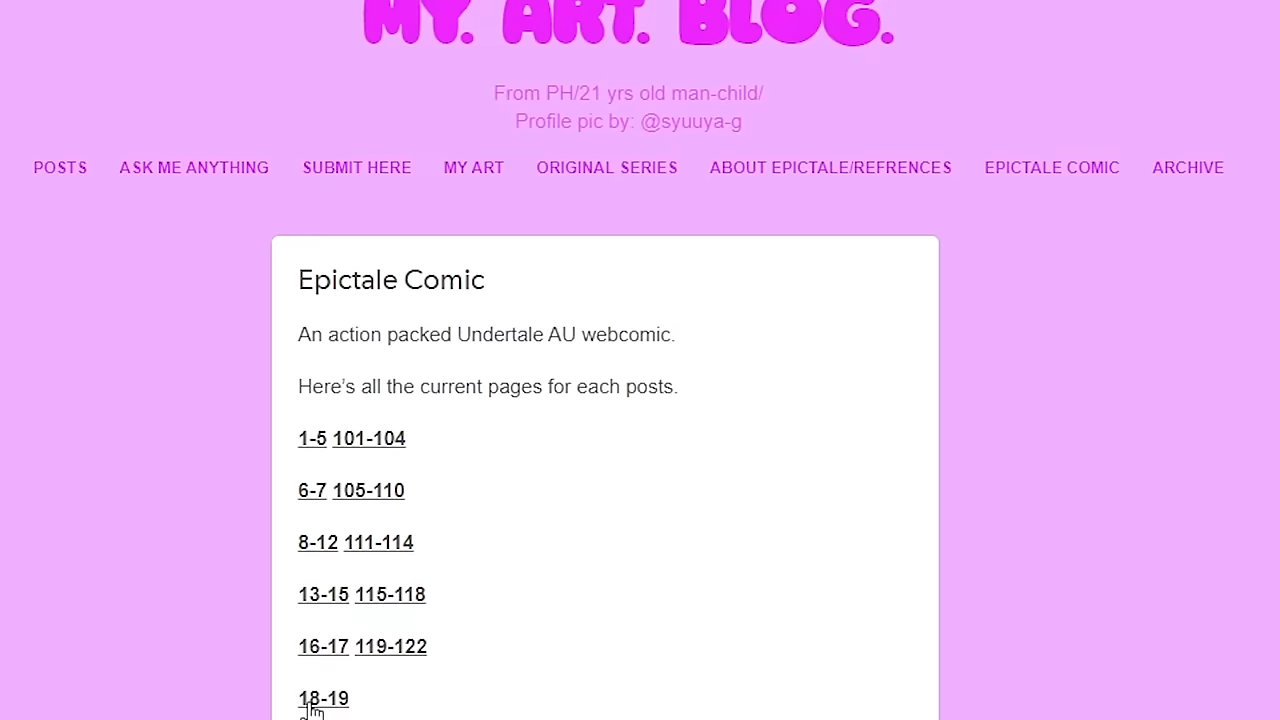 MY. ART. BLOG.
From PH/21 yrs old man-child/
Profile pic by: @syuuya-g
POSTS ASK ME ANYTHING SUBMIT HERE MY ART ORIGINAL SERIES ABOUT EPICTALE/REFRENCES EPICTALE COMIC ARCHIVE
Epictale Comic
An action packed Undertale AU webcomic.
Here’s all the current pages for each posts.
1-5 101-104
6-7 105-110
8-12 111-114
13-15 115-118
16-17 119-122
18-19